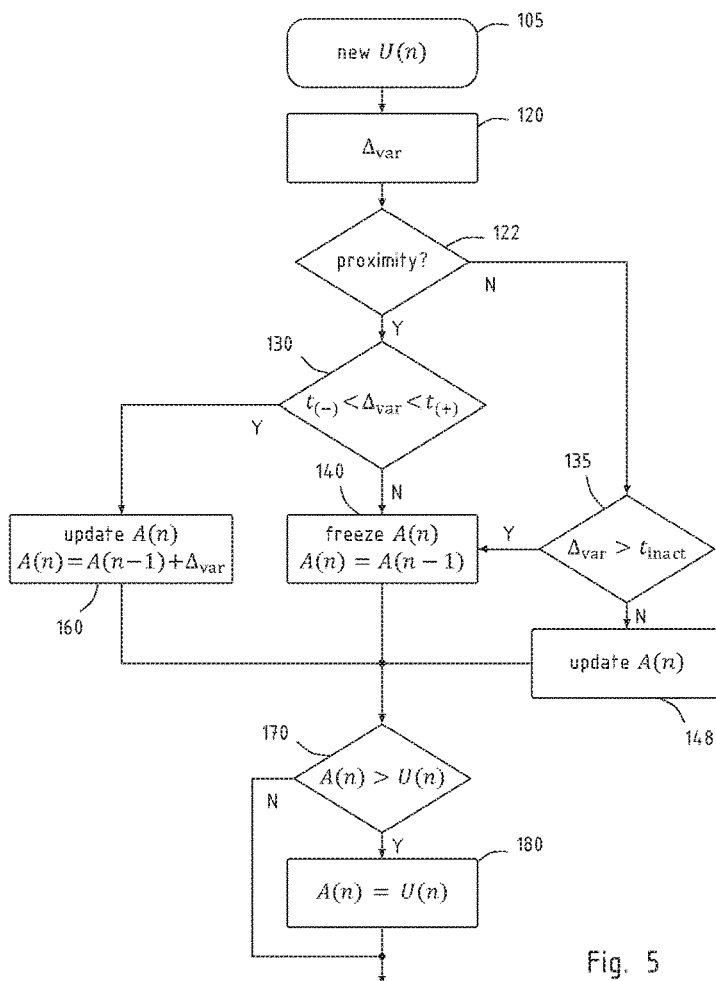 105
new U(n)
120
Δvar
122
proximity?
N
Y
130
t(−) < Δvar < t(+)
Y
N
140
135
update A(n)
A(n) = A(n−1) + Δvar
freeze A(n)
A(n) = A(n − 1)
Y
Δvar > tinact
160
N
update A(n)
148
170
A(n) > U(n)
N
Y
180
A(n) = U(n)
Fig. 5